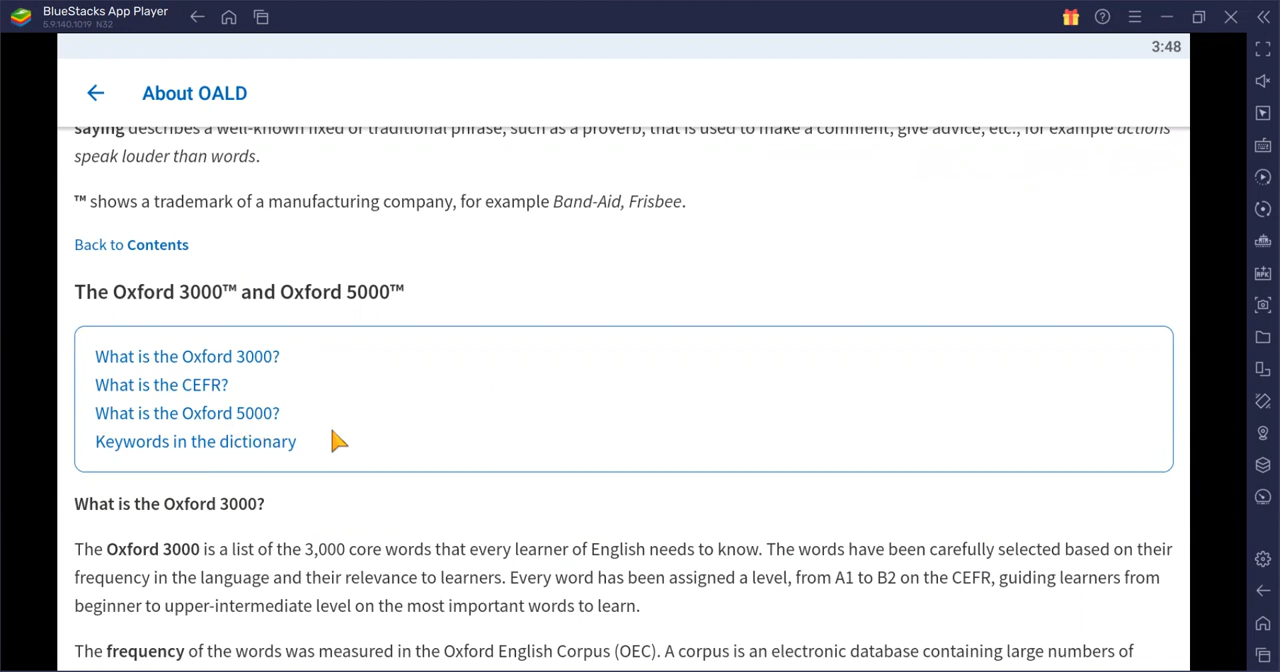 BlueStacks App Player
5.9.140.1019 N32
3:48
About OALD
saying describes a well-known fixed or traditional phrase, such as a proverb, that is used to make a comment, give advice, etc., for example actions
speak louder than words.
™ shows a trademark of a manufacturing company, for example Band-Aid, Frisbee.
Back to Contents
The Oxford 3000™ and Oxford 5000™
What is the Oxford 3000?
What is the CEFR?
What is the Oxford 5000?
Keywords in the dictionary
What is the Oxford 3000?
The Oxford 3000 is a list of the 3,000 core words that every learner of English needs to know. The words have been carefully selected based on their
frequency in the language and their relevance to learners. Every word has been assigned a level, from A1 to B2 on the CEFR, guiding learners from
beginner to upper-intermediate level on the most important words to learn.
The frequency of the words was measured in the Oxford English Corpus (OEC). A corpus is an electronic database containing large numbers of